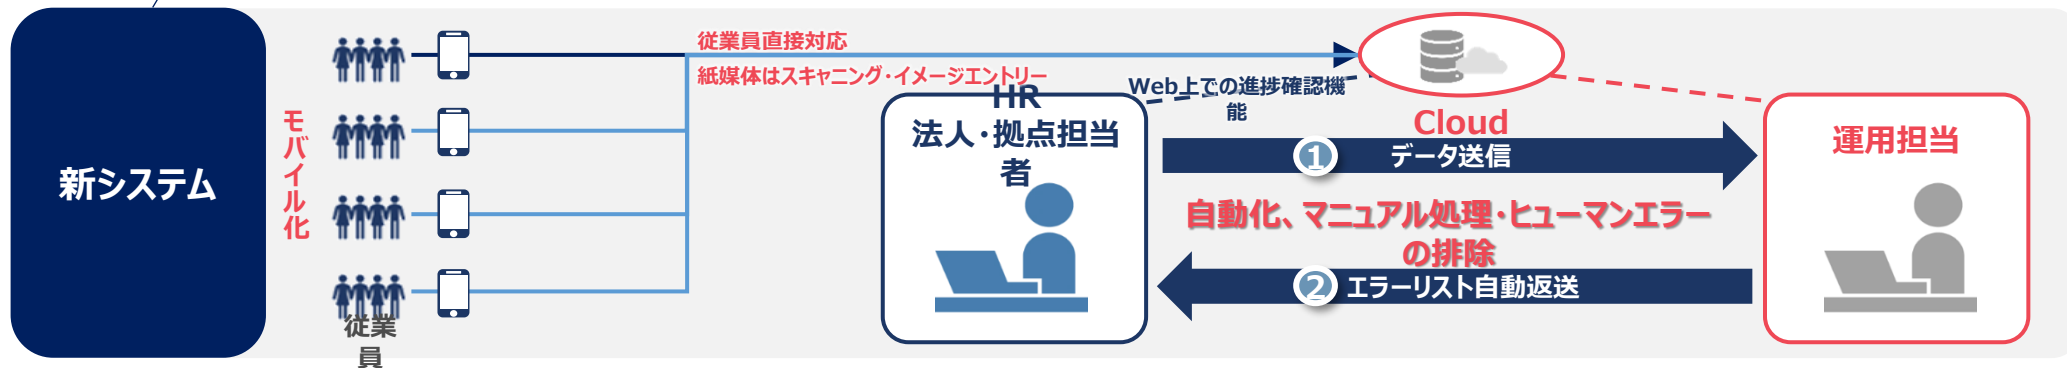 新システム
モバイル化
従業
員
従業員直接対応
紙媒体はスキャニング・イメージエントリー
HR
法人・拠点担当
者
Web上での進捗確認機
能
Cloud
① データ送信
自動化、マニュアル処理・ヒューマンエラー
の排除
② エラーリスト自動返送
運用担当